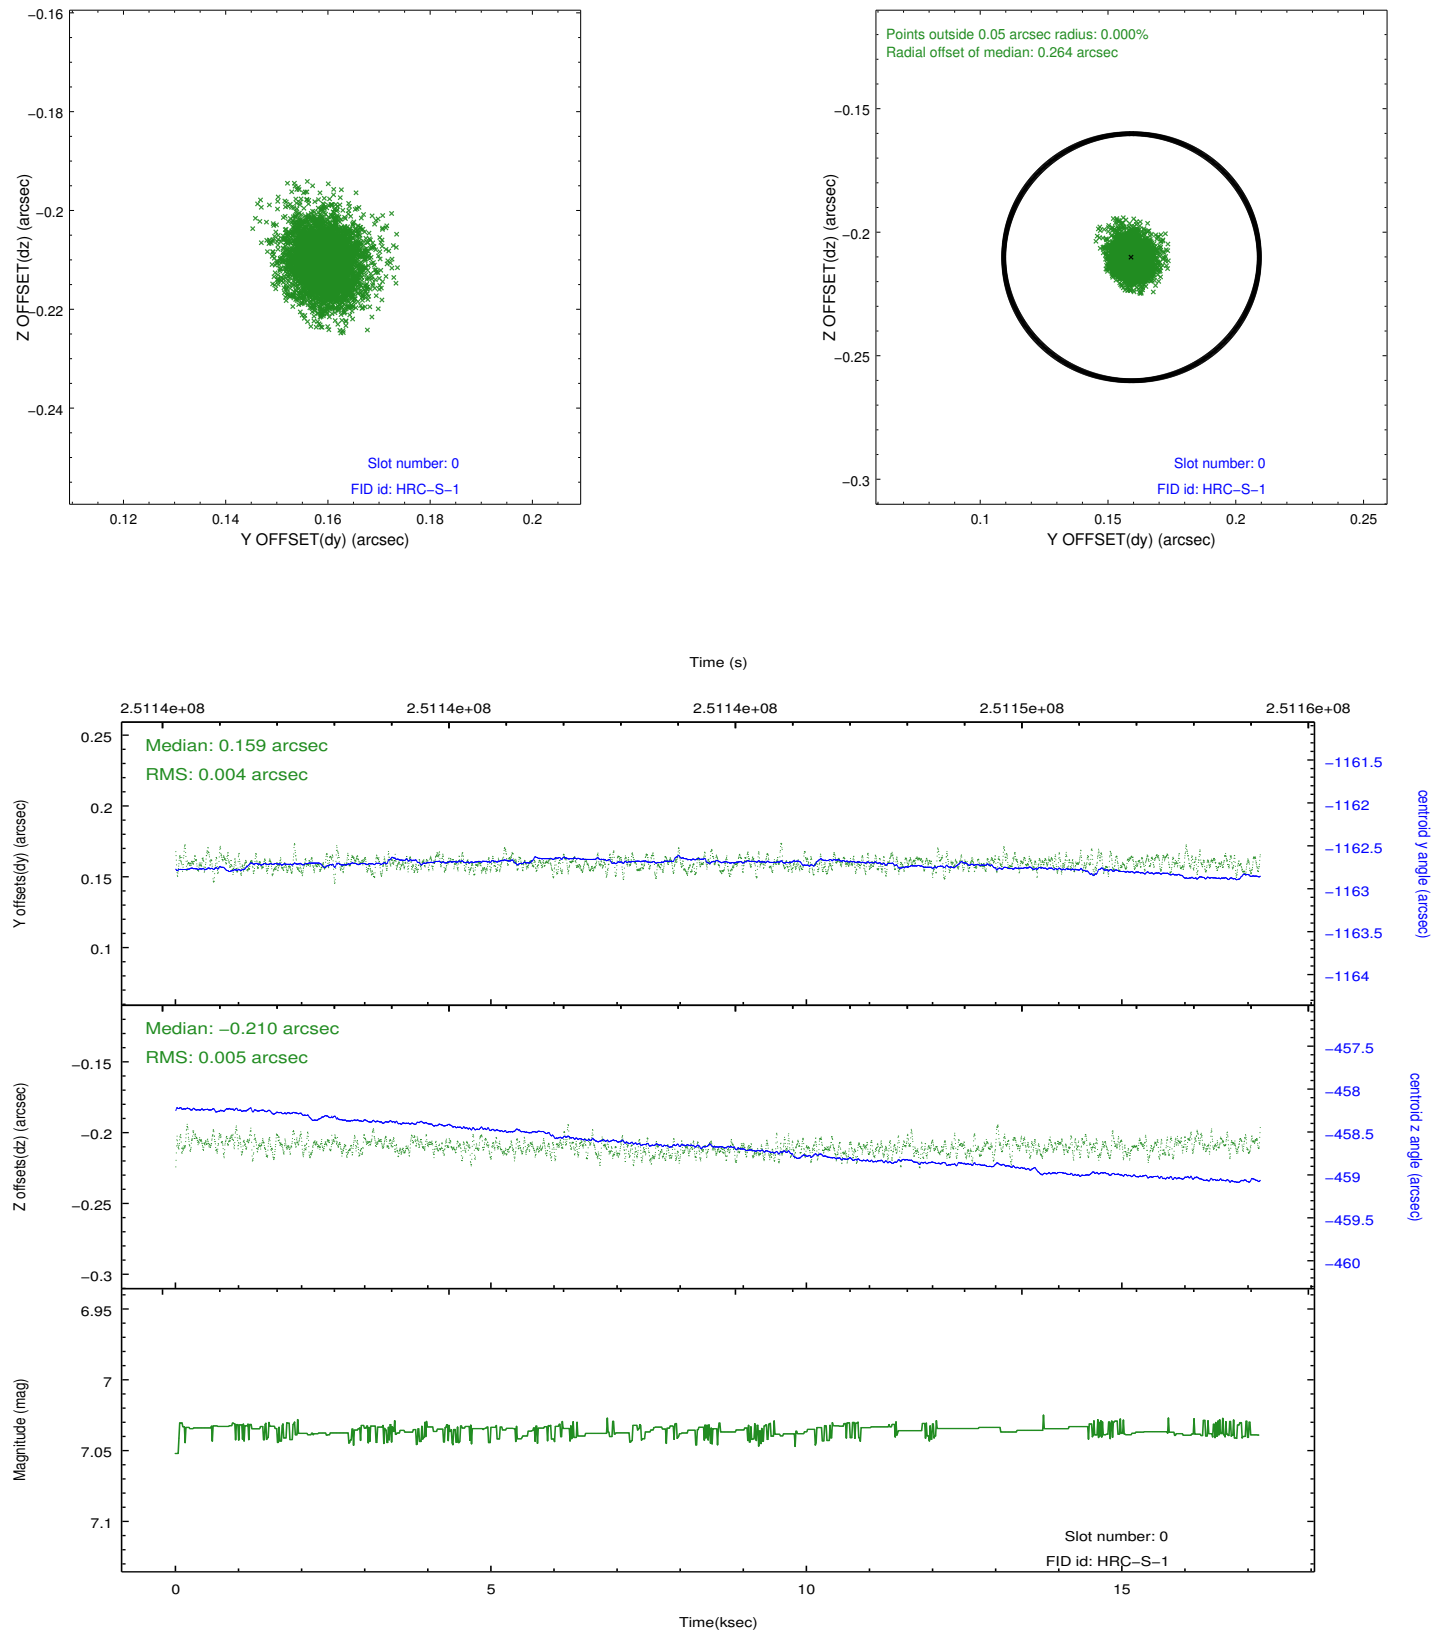 −0.16
−0.18
−0.2
−0.22
−0.24
Z OFFSET(dz) (arcsec)
Slot number: 0
FID id: HRC−S−1
0.12
0.14
0.16
0.18
0.2
Y OFFSET(dy) (arcsec)
Points outside 0.05 arcsec radius: 0.000%
Radial offset of median: 0.264 arcsec
−0.15
−0.2
−0.25
−0.3
Z OFFSET(dz) (arcsec)
Slot number: 0
FID id: HRC−S−1
0.1
0.15
0.2
0.25
Y OFFSET(dy) (arcsec)
Time (s)
2.5114e+08
2.5114e+08
2.5114e+08
2.5115e+08
2.5116e+08
Median: 0.159 arcsec
RMS: 0.004 arcsec
0.25
0.2
0.15
0.1
Y offsets(dy) (arcsec)
−1161.5
−1162
−1162.5
−1163
−1163.5
−1164
centroid y angle (arcsec)
Median: −0.210 arcsec
RMS: 0.005 arcsec
−0.15
−0.2
−0.25
−0.3
Z offsets(dz) (arcsec)
−457.5
−458
−458.5
−459
−459.5
−460
centroid z angle (arcsec)
6.95
7
7.05
7.1
Magnitude (mag)
Slot number: 0
FID id: HRC−S−1
0
5
10
15
Time(ksec)